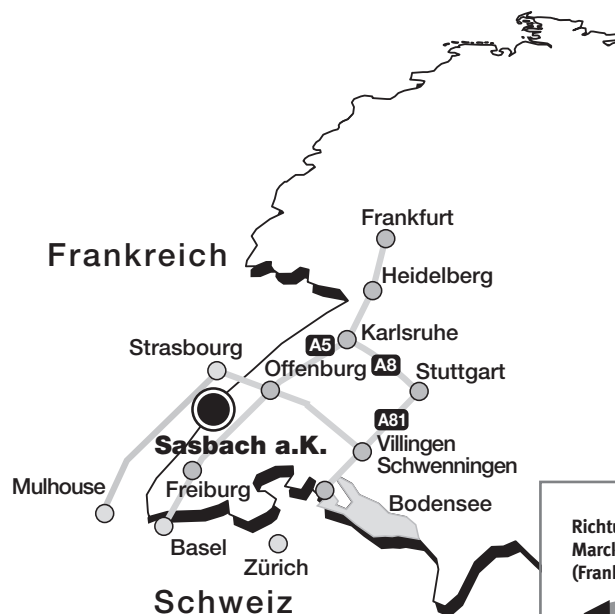 Frankfurt
Frankreich
Heidelberg
Karlsruhe
A5
Strasbourg
Offenburg
A8
Stuttgart
A81
Sasbach a.K.
Villingen
Schwenningen
Freiburg
Mulhouse
Bodensee
Basel
Zürich
Schweiz
(Frank